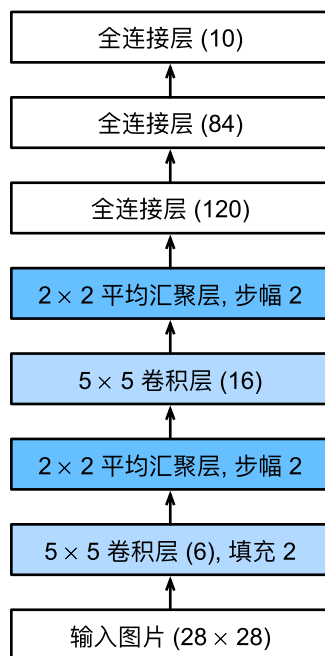 全连接层 (10)
全连接层 (84)
全连接层 (120)
2 × 2 平均汇聚层, 步幅 2
5 × 5 卷积层 (16)
2 × 2 平均汇聚层, 步幅 2
5 × 5 卷积层 (6), 填充 2
输入图片 (28 × 28)